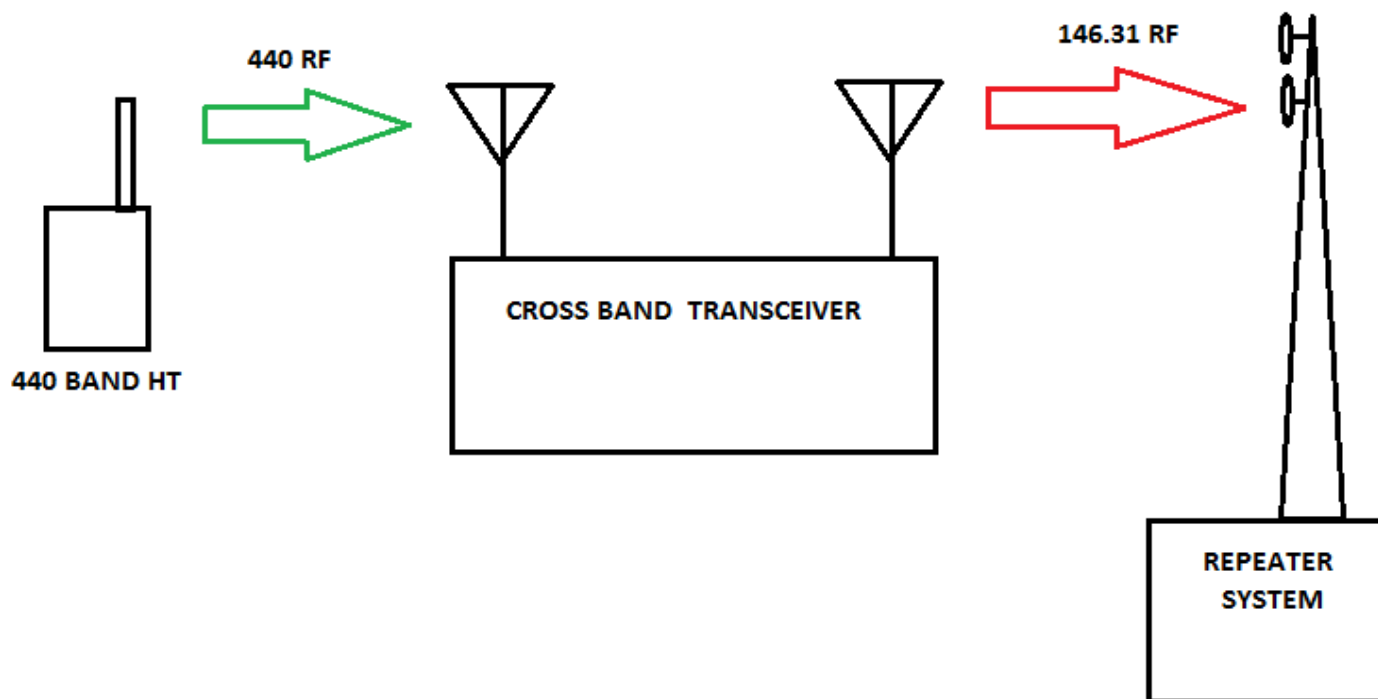 440 RF
146.31 RF
CROSS BAND  TRANSCEIVER
440 BAND HT
REPEATER
SYSTEM